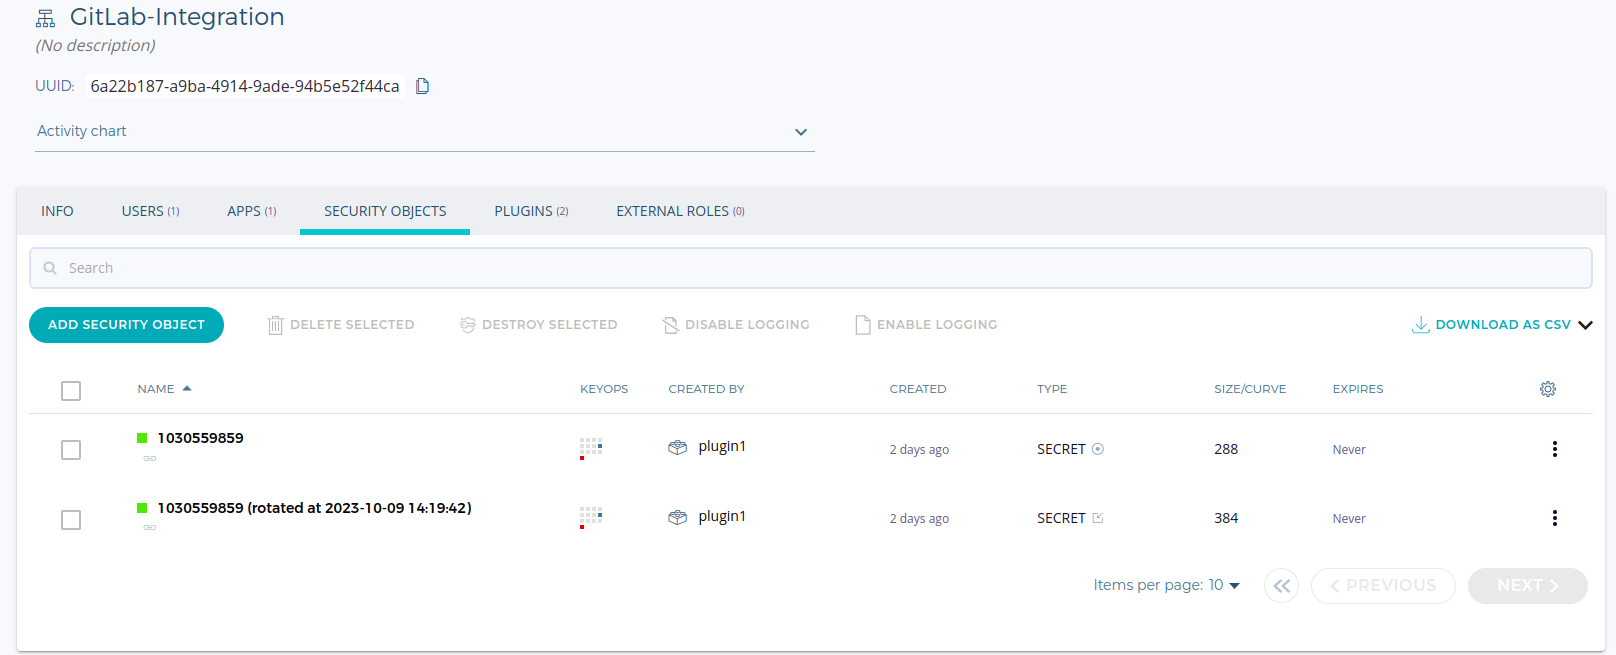 GitLab-Integration
(No description)
UUID: 6a22b187-a9ba-4914-9ade-94b5e52f44ca
Activity chart
INFO USERS (1) APPS (1) SECURITY OBJECTS PLUGINS (2) EXTERNAL ROLES (0)
Search
ADD SECURITY OBJECT DELETE SELECTED DESTROY SELECTED DISABLE LOGGING ENABLE LOGGING DOWNLOAD AS CSV
NAME KEYOPS CREATED BY CREATED TYPE SIZE/CURVE EXPIRES
1030559859 plugin1 2 days ago SECRET 288 Never
1030559859 (rotated at 2023-10-09 14:19:42) plugin1 2 days ago SECRET 384 Never
Items per page: 10 PREVIOUS NEXT